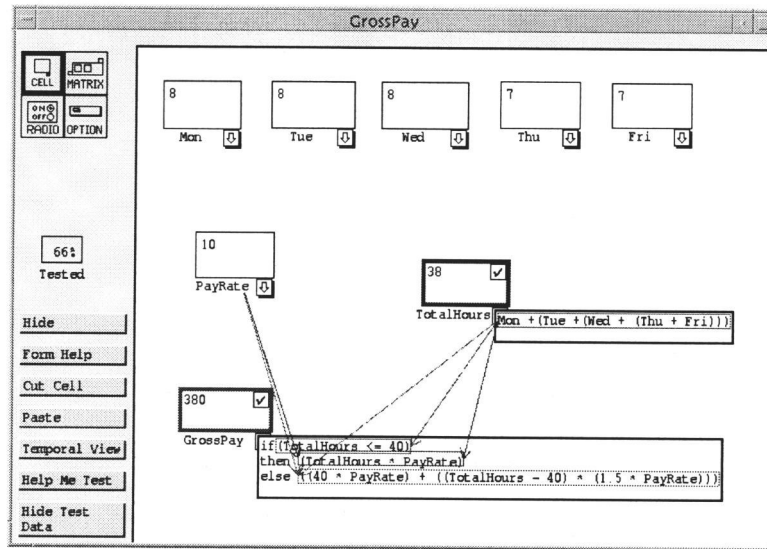 GrossPay
CELL
MATRIX
ON
OFF
RADIO
OPTION
8
8
8
7
7
Mon
Tue
Wed
Thu
Fri
66%
Tested
10
PayRate
38
TotalHours
Mon +(Tue +(Wed + (Thu + Fri)))
Hide
Form Help
Cut Cell
Paste
Temporal View
Help Me Test
Hide Test
Data
380
GrossPay
if (TotalHours <= 40)
then (TotalHours * PayRate)
else ((40 * PayRate) + ((TotalHours - 40) * (1.5 * PayRate)))